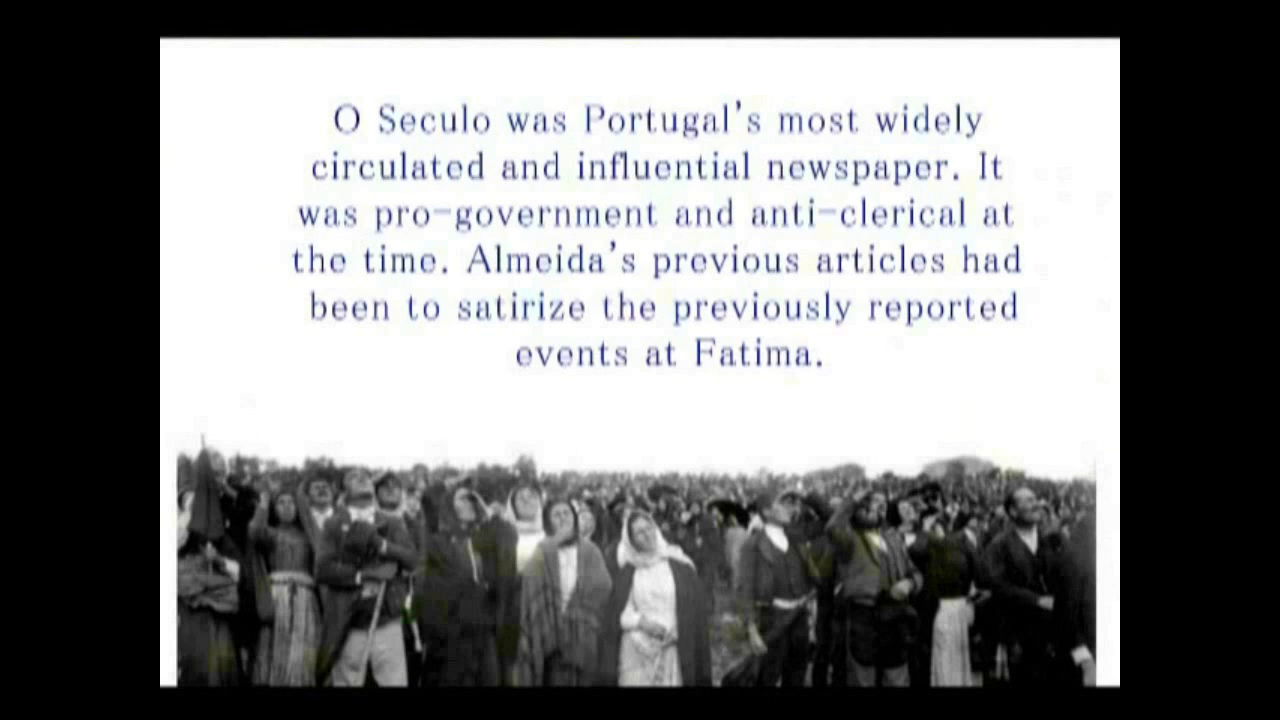 O Seculo was Portugal's most widely
circulated and influential newspaper. It
was pro-government and anti-clerical at
the time. Almeida's previous articles had
been to satirize the previously reported
events at Fatima.